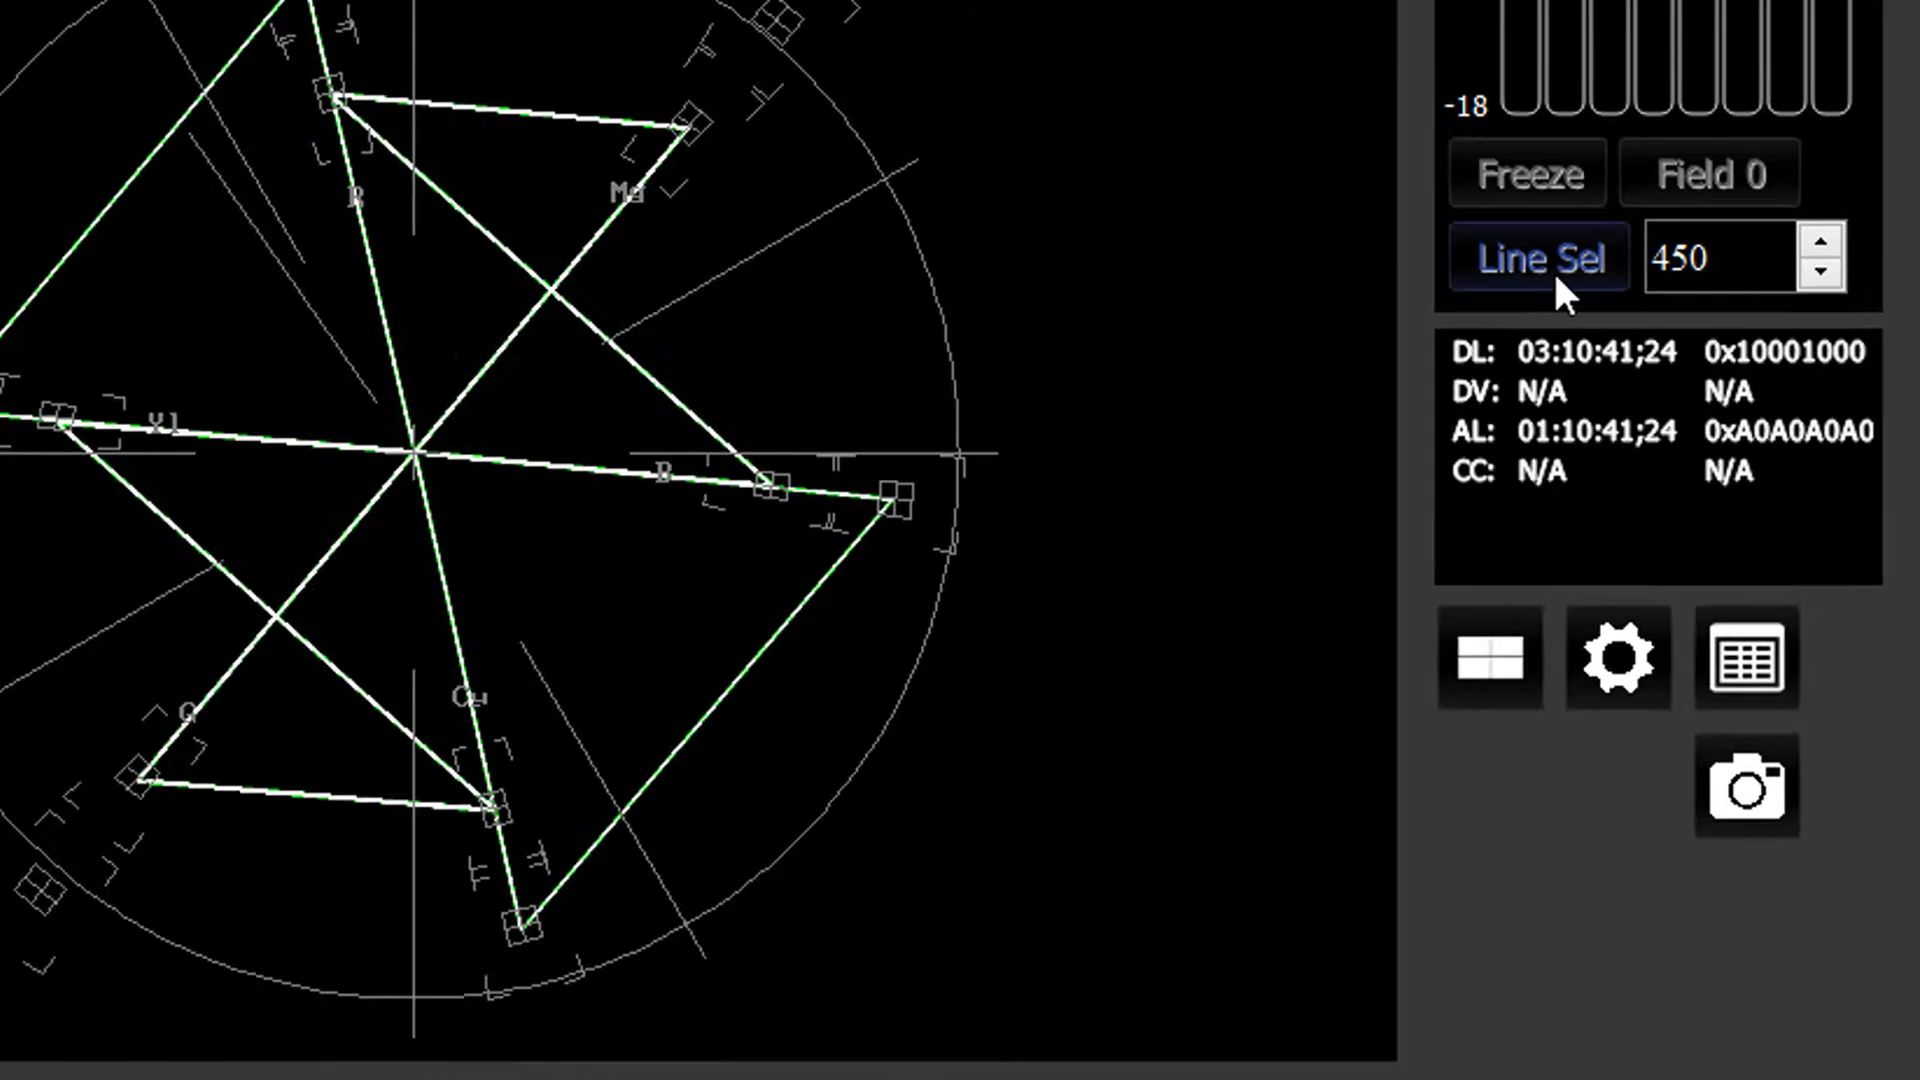 -18
Freeze Field 0
R
Mg
Line Sel 450
DL: 03:10:41;24 0x10001000
DV: N/A N/A
Yl
AL: 01:10:41;24 0xA0A0A0A0
B
CC: N/A N/A
Cy
G